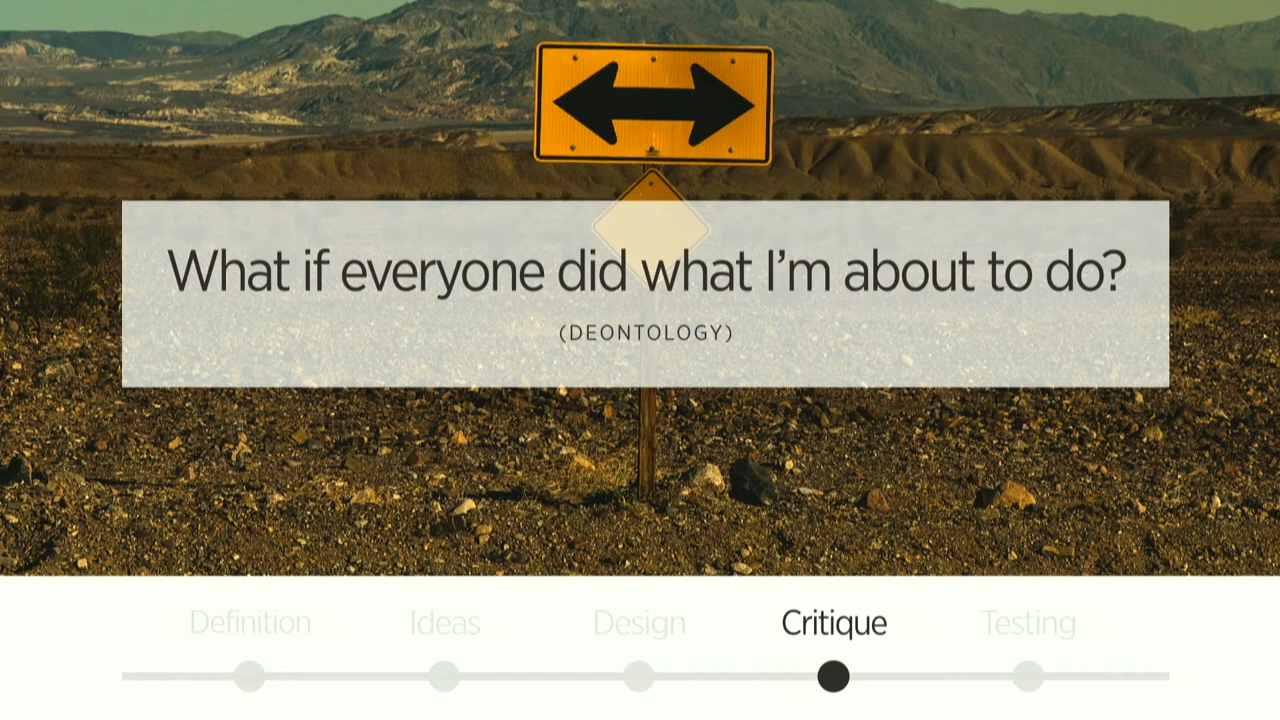 What if everyone did what I'm about to do?
(DEONTOLOGY)
Definition Ideas Design Critique Testing